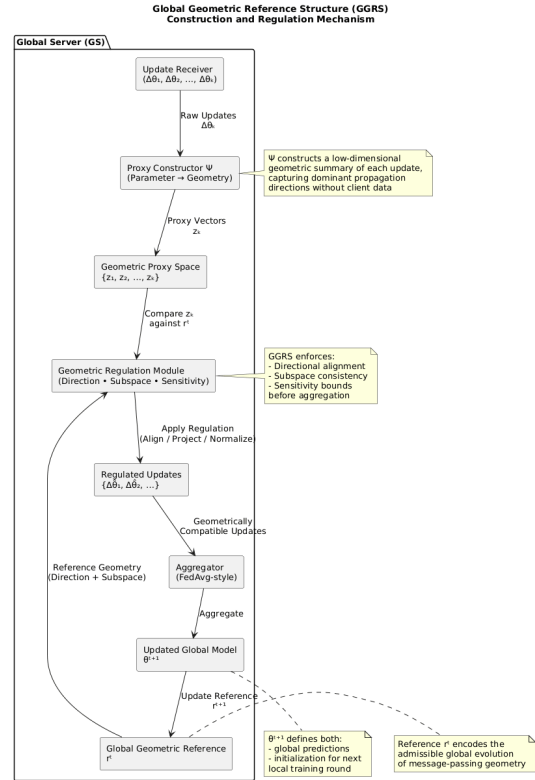 Global Geometric Reference Structure (GGRS)
Construction and Regulation Mechanism
Global Server (GS)
Update Receiver
(Δθ₁, Δθ₂, ..., Δθₖ)
Raw Updates
Δθₖ
Proxy Constructor Ψ
(Parameter → Geometry)
Ψ constructs a low-dimensional
geometric summary of each update,
capturing dominant propagation
directions without client data
Proxy Vectors
zₖ
Geometric Proxy Space
{z₁, z₂, ..., zₖ}
Compare zₖ
against rᵗ
Geometric Regulation Module
(Direction • Subspace • Sensitivity)
GGRS enforces:
- Directional alignment
- Subspace consistency
- Sensitivity bounds
before aggregation
Apply Regulation
(Align / Project / Normalize)
Regulated Updates
{Δθ̃₁, Δθ̃₂, ...}
Geometrically
Compatible Updates
Reference Geometry
(Direction + Subspace)
Aggregator
(FedAvg-style)
Aggregate
Updated Global Model
θᵗ⁺¹
Update Reference
rᵗ⁺¹
Global Geometric Reference
rᵗ
θᵗ⁺¹ defines both:
- global predictions
- initialization for next
local training round
Reference rᵗ encodes the
admissible global evolution
of message-passing geometry